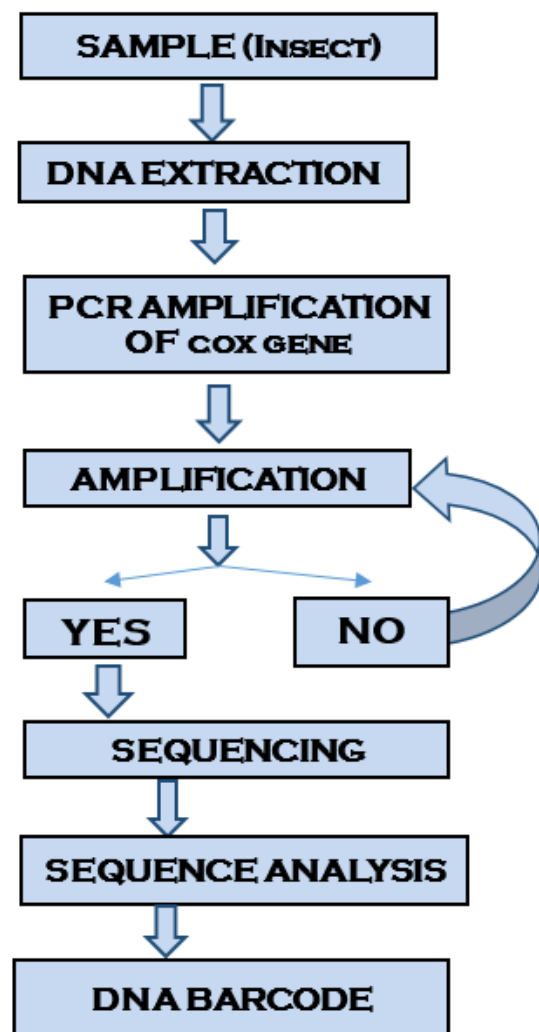 SAMPLE (INSECT)
DNA EXTRACTION
PCR AMPLIFICATION
OF COX GENE
AMPLIFICATION
YES
NO
SEQUENCING
SEQUENCE ANALYSIS
DNA BARCODE